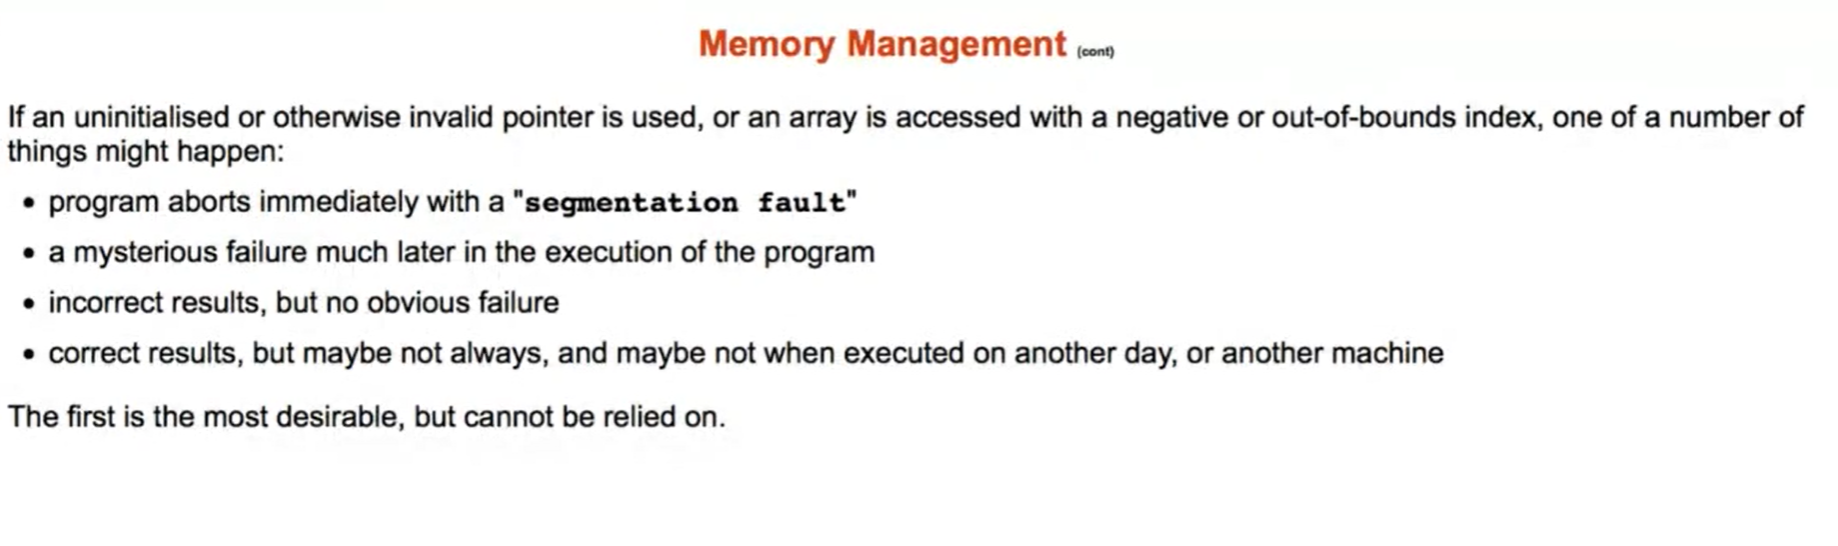 Memory Management (cont)
If an uninitialised or otherwise invalid pointer is used, or an array is accessed with a negative or out-of-bounds index, one of a number of
things might happen:
• program aborts immediately with a "segmentation fault"
• a mysterious failure much later in the execution of the program
• incorrect results, but no obvious failure
• correct results, but maybe not always, and maybe not when executed on another day, or another machine
The first is the most desirable, but cannot be relied on.